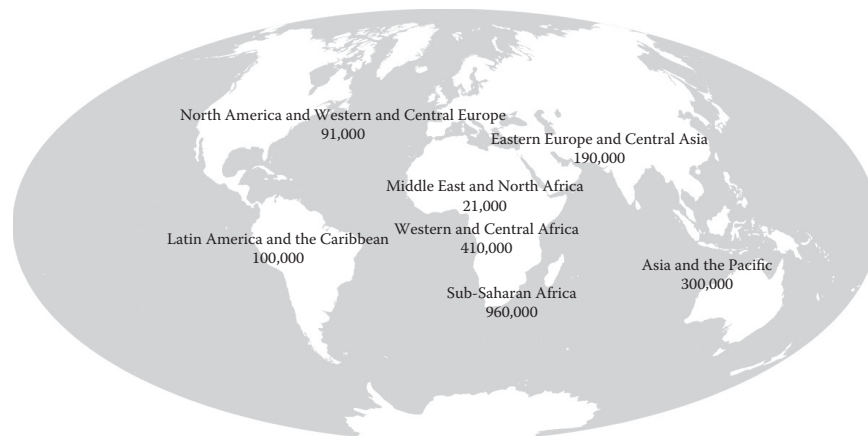 North America and Western and Central Europe
91,000
Eastern Europe and Central Asia
190,000
Middle East and North Africa
21,000
Western and Central Africa
410,000
Latin America and the Caribbean
100,000
Asia and the Pacific
300,000
Sub-Saharan Africa
960,000